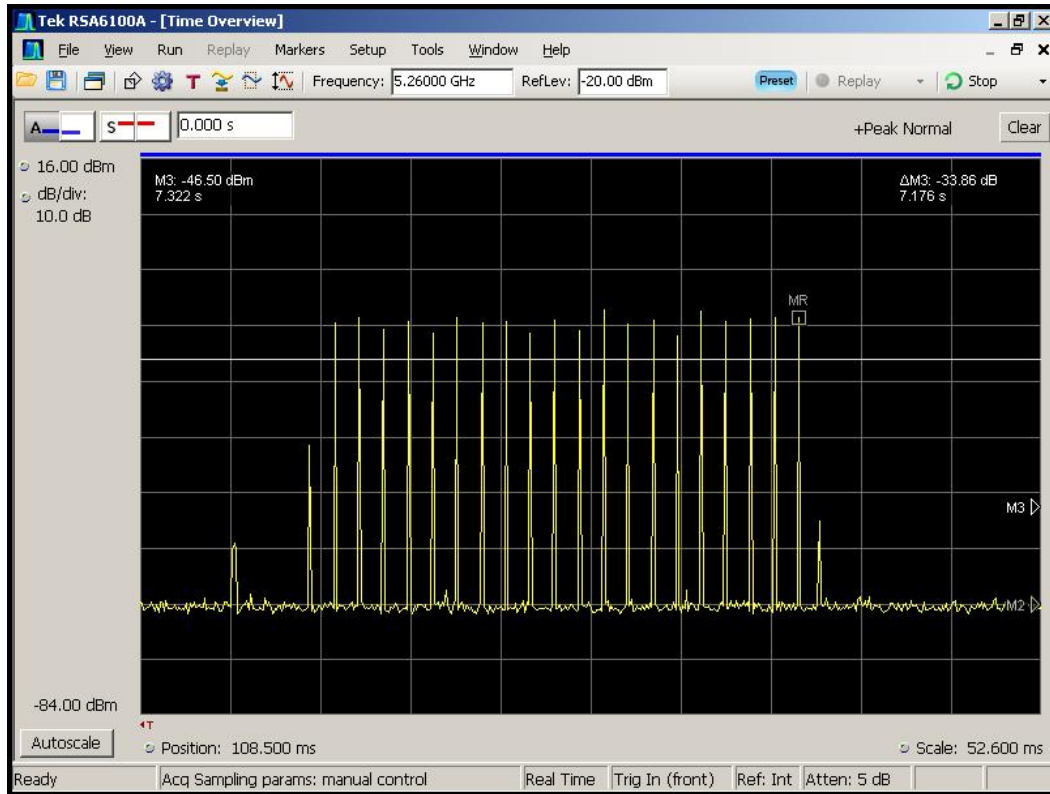 Tek RSA6100A - [Time Overview]
File View Run Replay Markers Setup Tools Window Help
T Frequency: 5.26000 GHz RefLev: -20.00 dBm Preset Replay Stop
A S 0.000 s +Peak Normal Clear
16.00 dBm
dB/div:
10.0 dB
M3: -46.50 dBm
7.322 s
ΔM3: -33.86 dB
7.176 s
MR
M3
M2
-84.00 dBm
T
Autoscale Position: 108.500 ms Scale: 52.600 ms
Ready Acq Sampling params: manual control Real Time Trig In (front) Ref: Int Atten: 5 dB